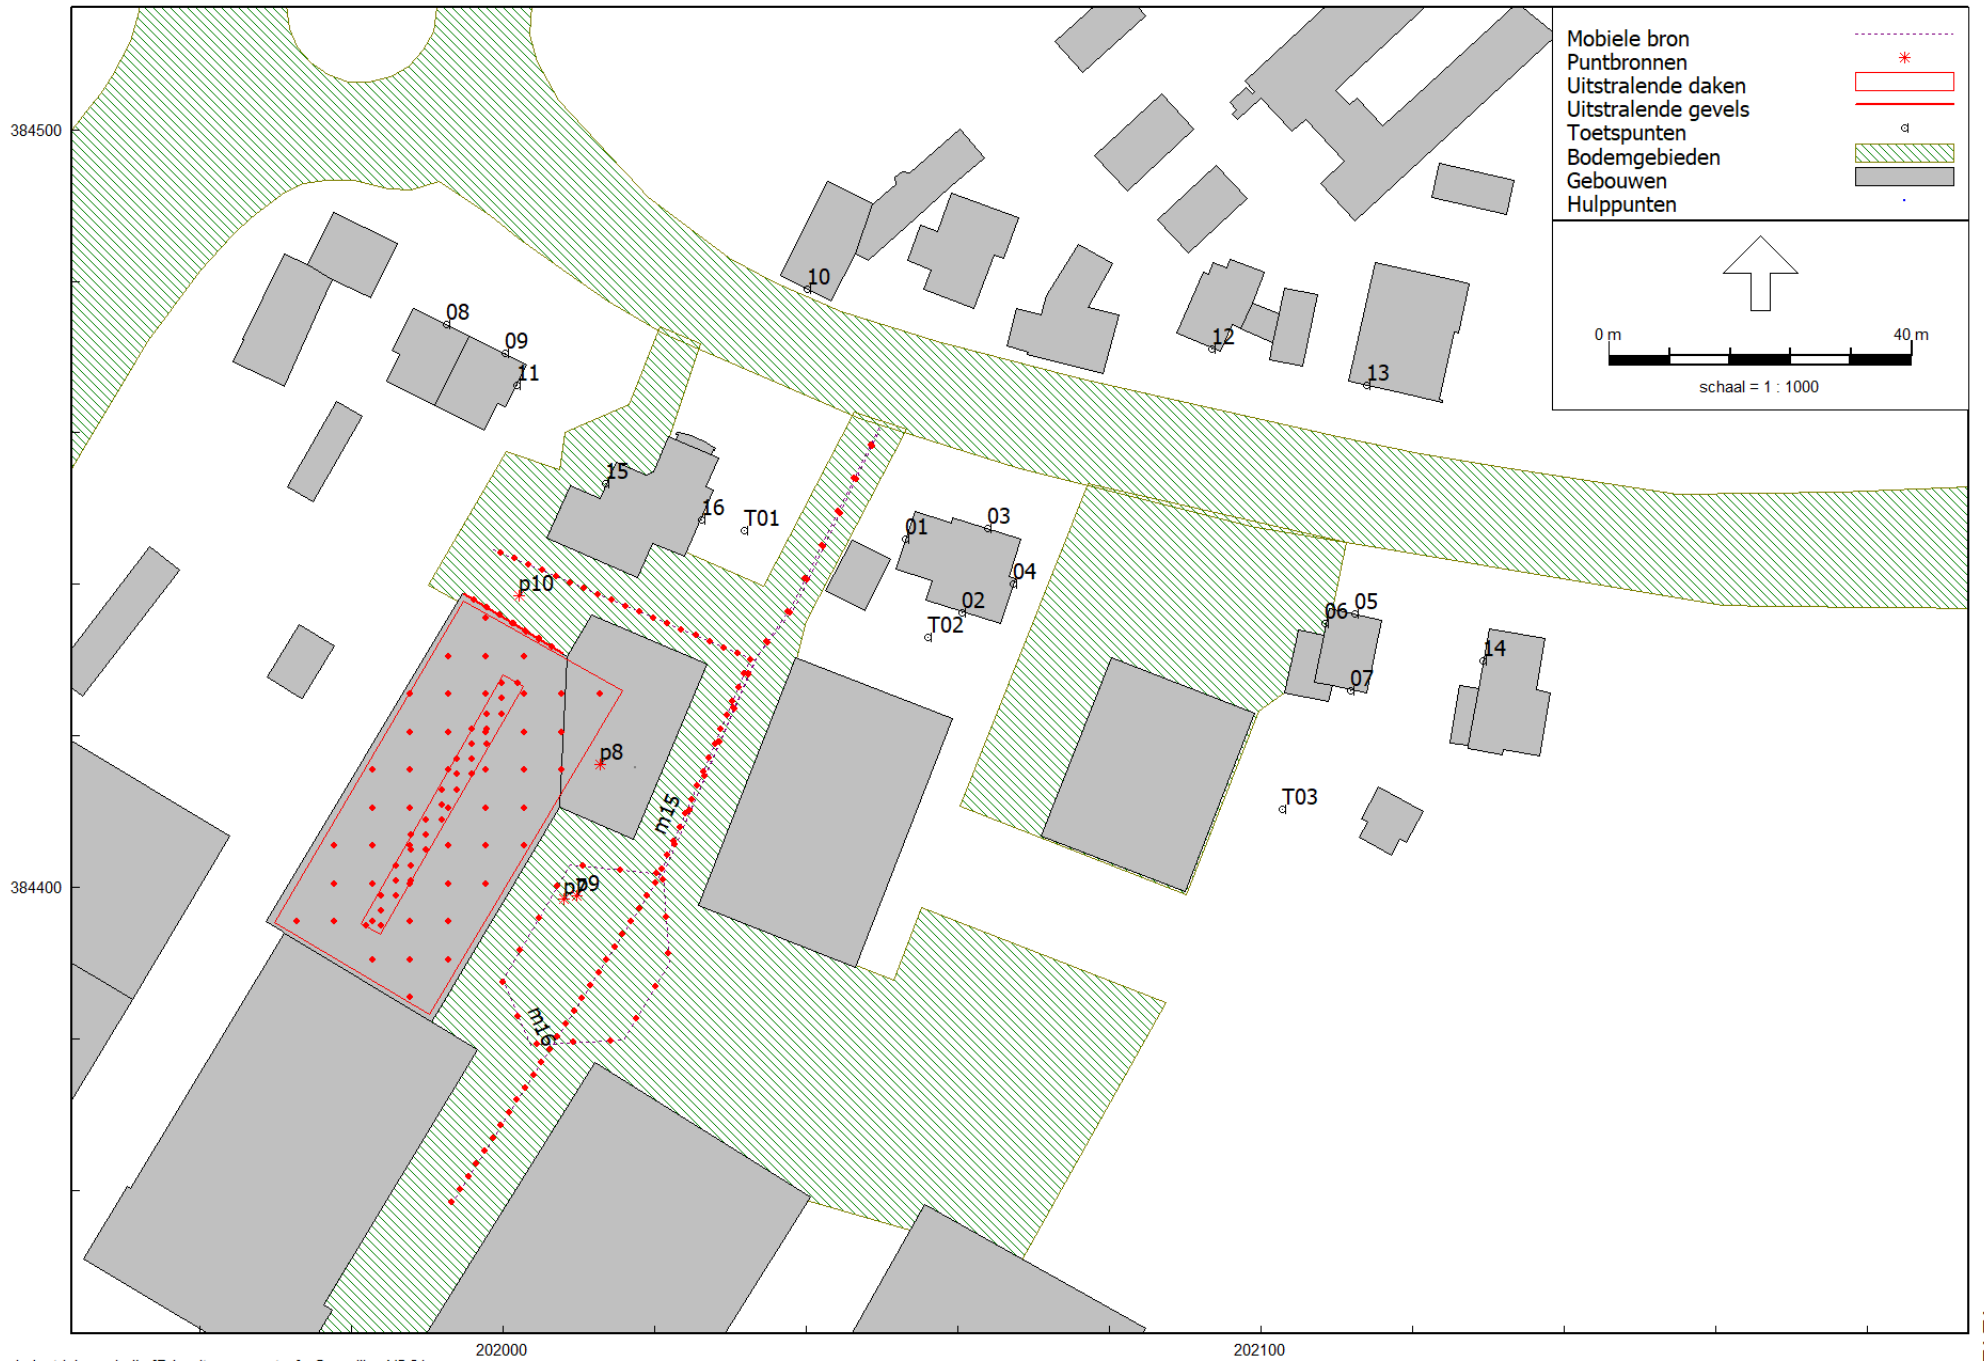 Mobiele bron
Puntbronnen
Uitstralende daken
Uitstralende gevels
Toetspunten
Bodemgebieden
Gebouwen
Hulppunten
0 m 40 m
schaal = 1 : 1000
384500
10
08
09
11
12
13
15
16
T01
01
03
04
02
T02
p10
06
05
07
14
p8
m15
T03
p7
p9
384400
m16
202000
202100